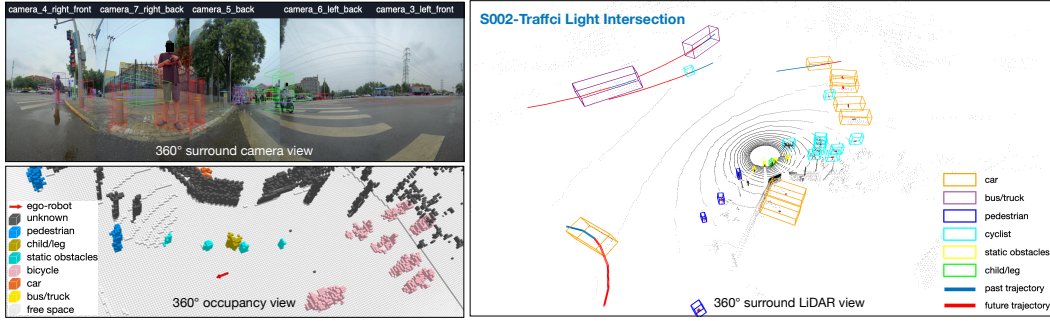 camera_4_right_front camera_7_right_back camera_5_back camera_6_left_back camera_3_left_front
360° surround camera view
ego-robot
unknown
pedestrian
child/leg
static obstacles
bicycle
car
bus/truck
free space
360° occupancy view
S002-Traffci Light Intersection
car
bus/truck
pedestrian
cyclist
static obstacles
child/leg
past trajectory
future trajectory
360° surround LiDAR view